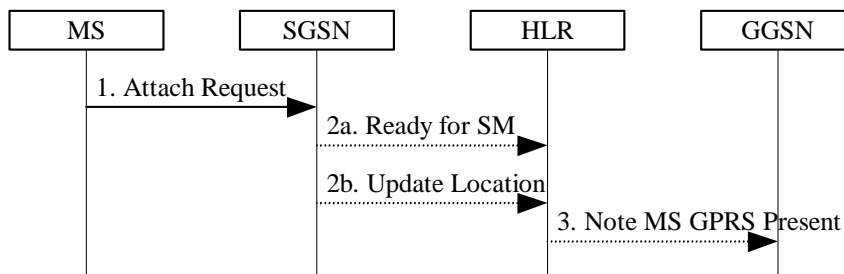 MS
SGSN
HLR
GGSN
1. Attach Request
2a. Ready for SM
2b. Update Location
3. Note MS GPRS Present